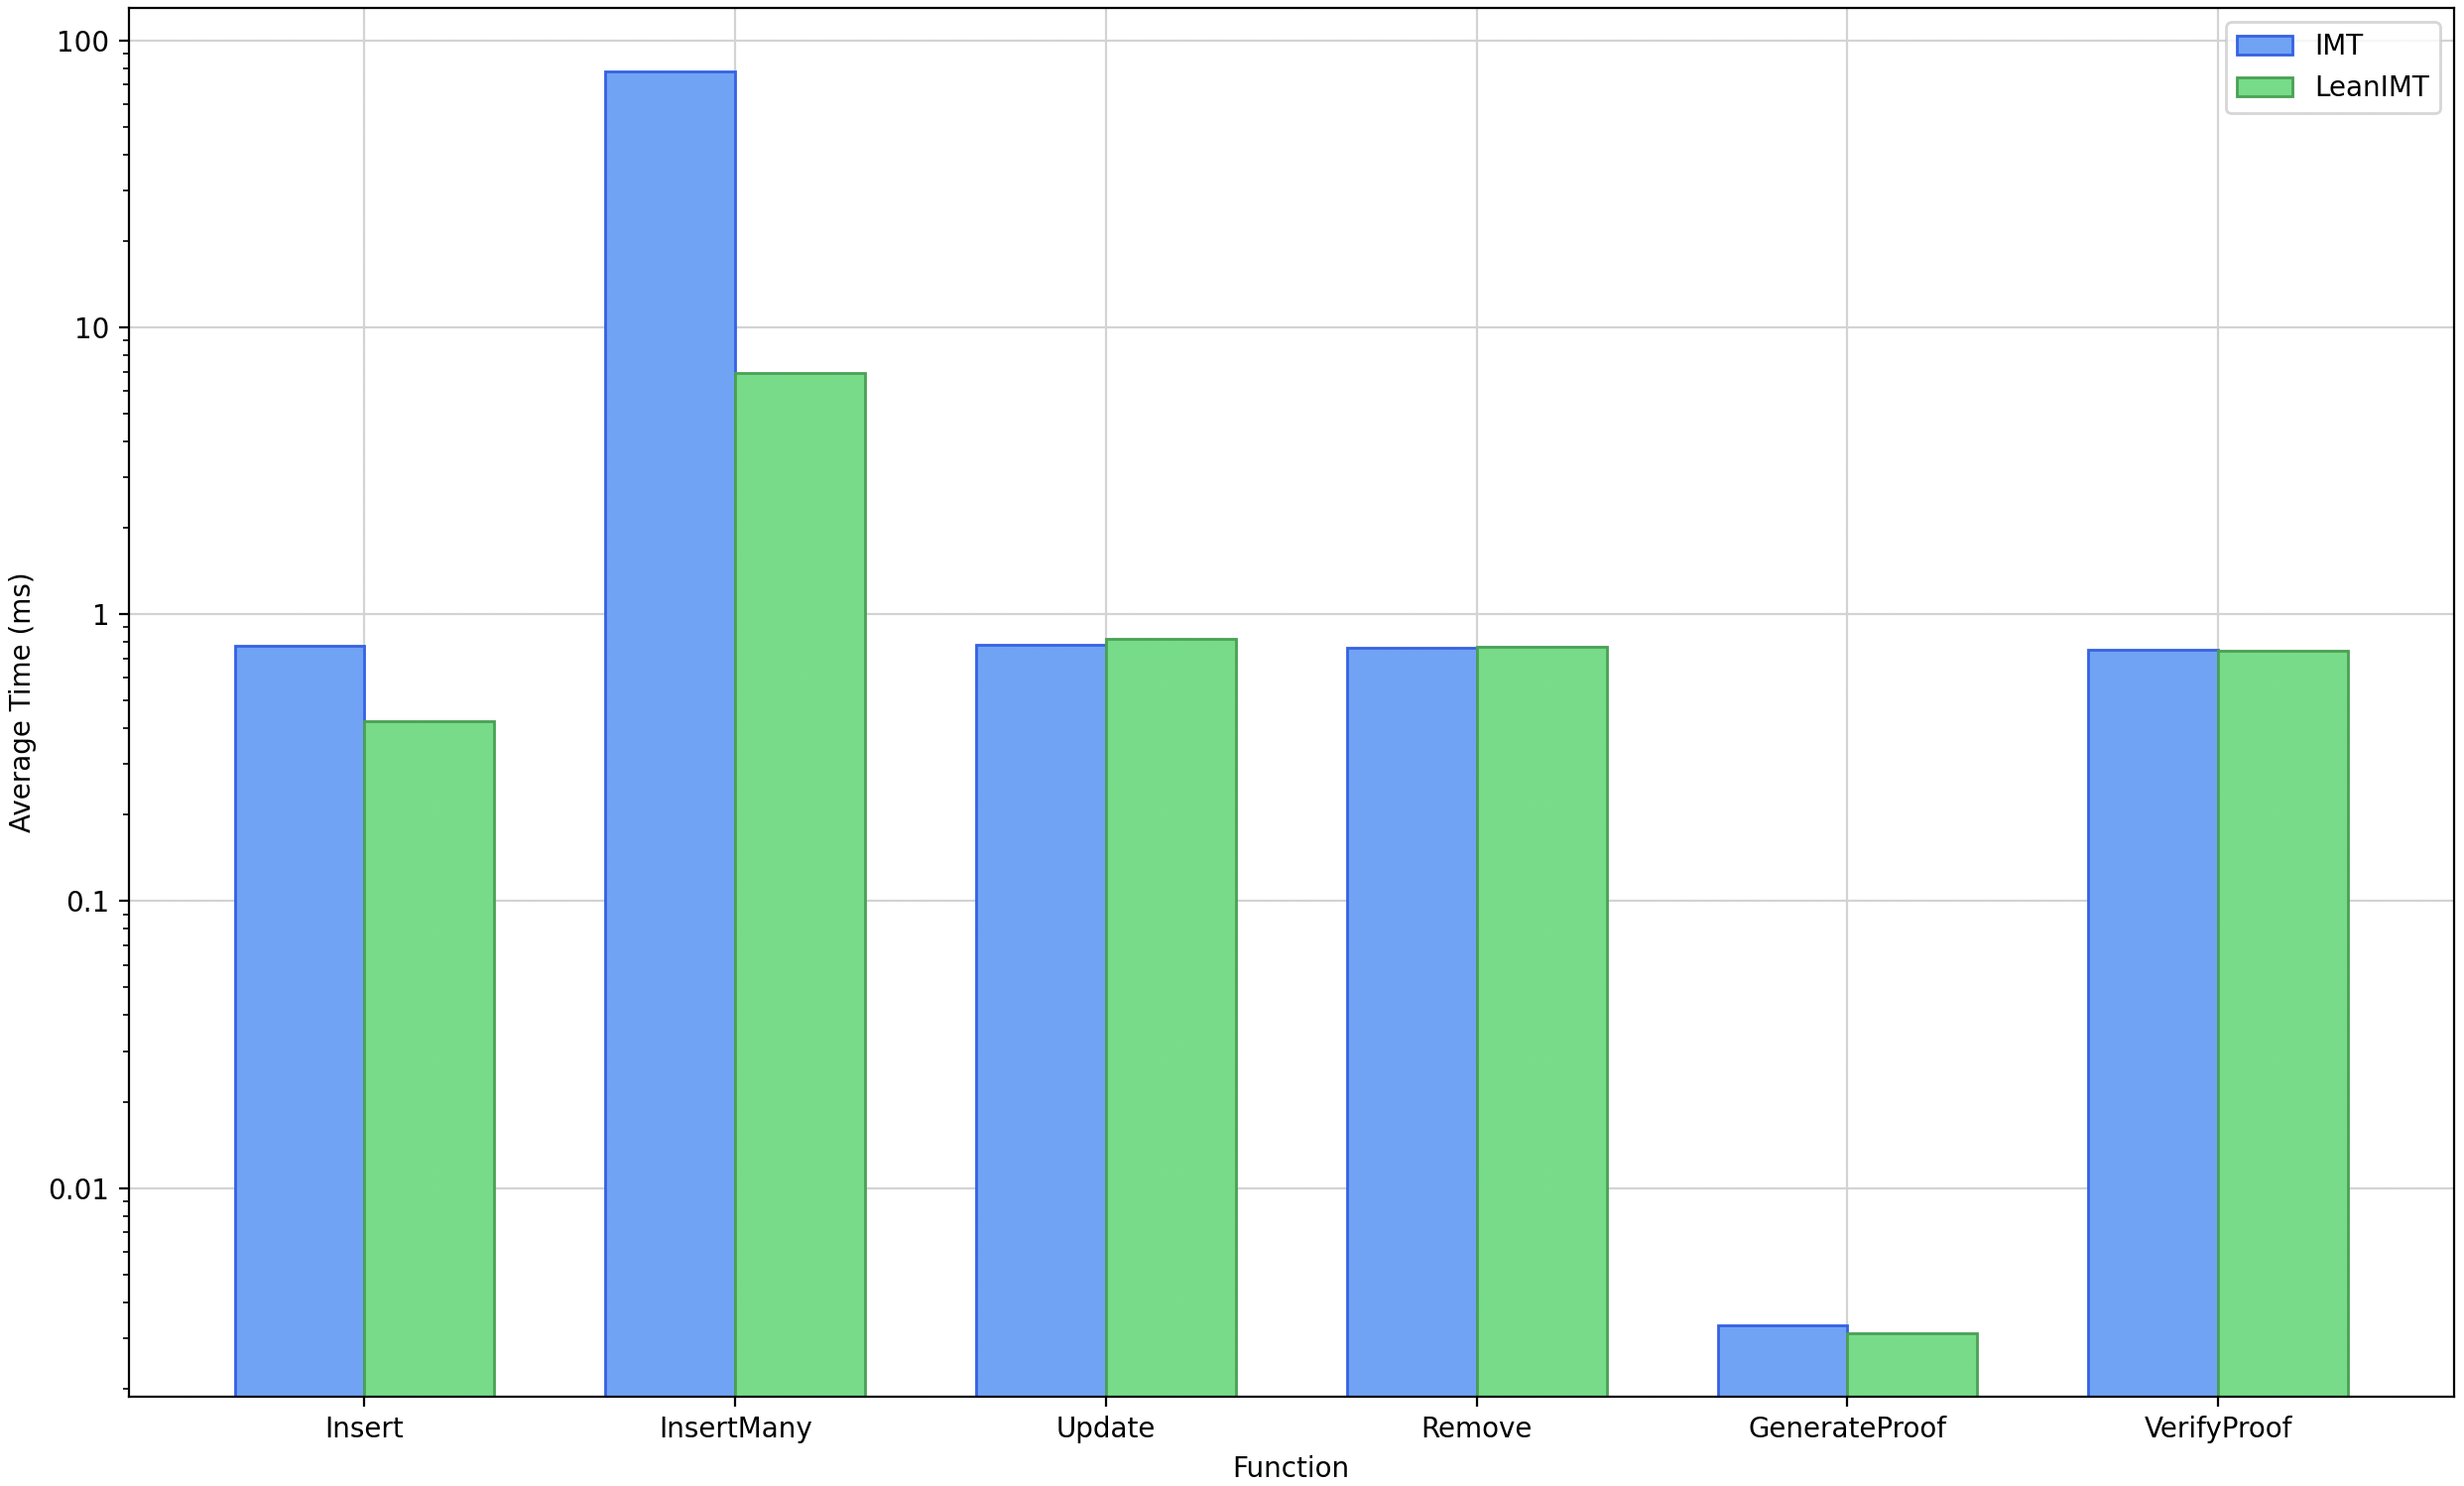 100
10
1
0.1
0.01
Average Time (ms)
IMT
LeanIMT
Insert
InsertMany
Update
Remove
GenerateProof
VerifyProof
Function